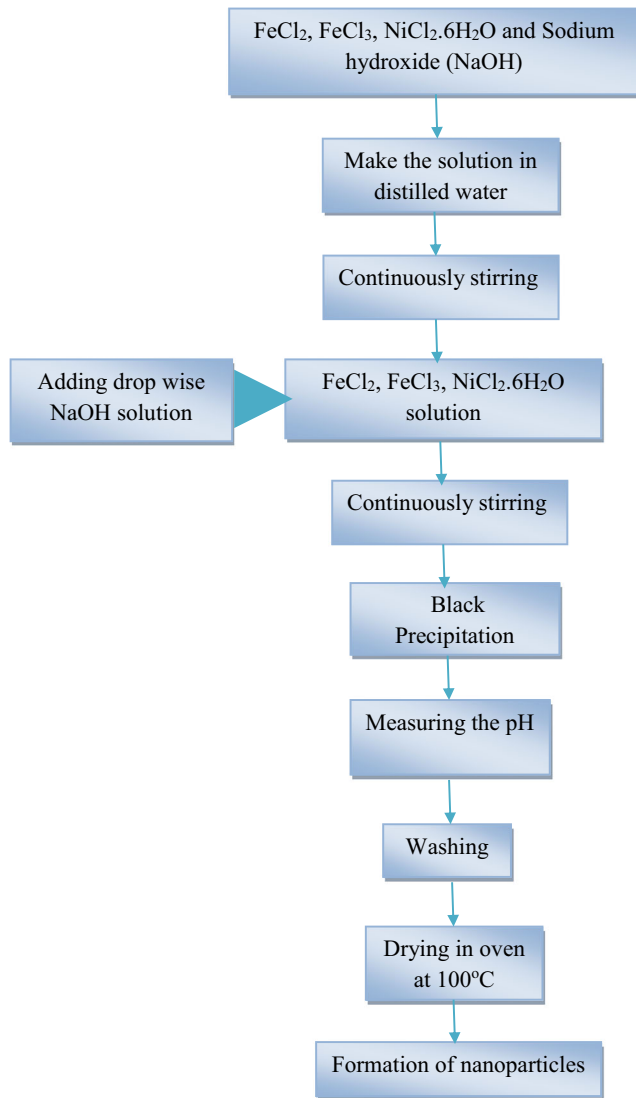 FeCl₂, FeCl₃, NiCl₂.6H₂O and Sodium
hydroxide (NaOH)
Make the solution in
distilled water
Continuously stirring
Adding drop wise
NaOH solution
FeCl₂, FeCl₃, NiCl₂.6H₂O
solution
Continuously stirring
Black
Precipitation
Measuring the pH
Washing
Drying in oven
at 100°C
Formation of nanoparticles